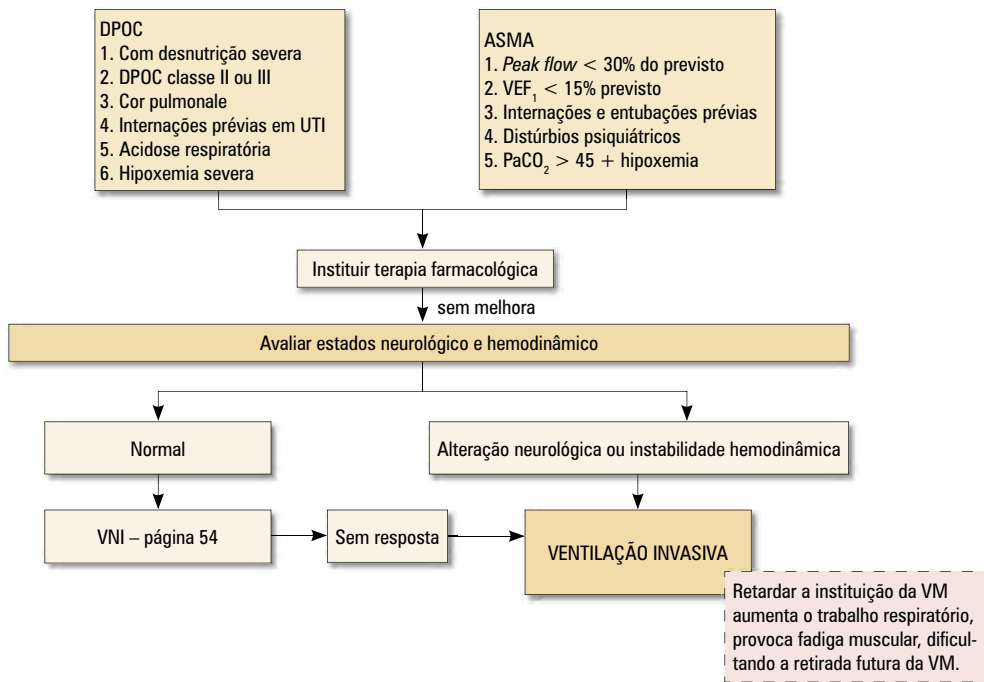 DPOC
1. Com desnutrição severa
2. DPOC classe II ou III
3. Cor pulmonale
4. Internações prévias em UTI
5. Acidose respiratória
6. Hipoxemia severa
ASMA
1. Peak flow < 30% do previsto
2. VEF1 < 15% previsto
3. Internações e entubações prévias
4. Distúrbios psiquiátricos
5. PaCO2 > 45 + hipoxemia
Instituir terapia farmacológica
sem melhora
Avaliar estados neurológico e hemodinâmico
Normal
Alteração neurológica ou instabilidade hemodinâmica
VNI – página 54
Sem resposta
VENTILAÇÃO INVASIVA
Retardar a instituição da VM
aumenta o trabalho respiratório,
provoca fadiga muscular, dificul-
tando a retirada futura da VM.